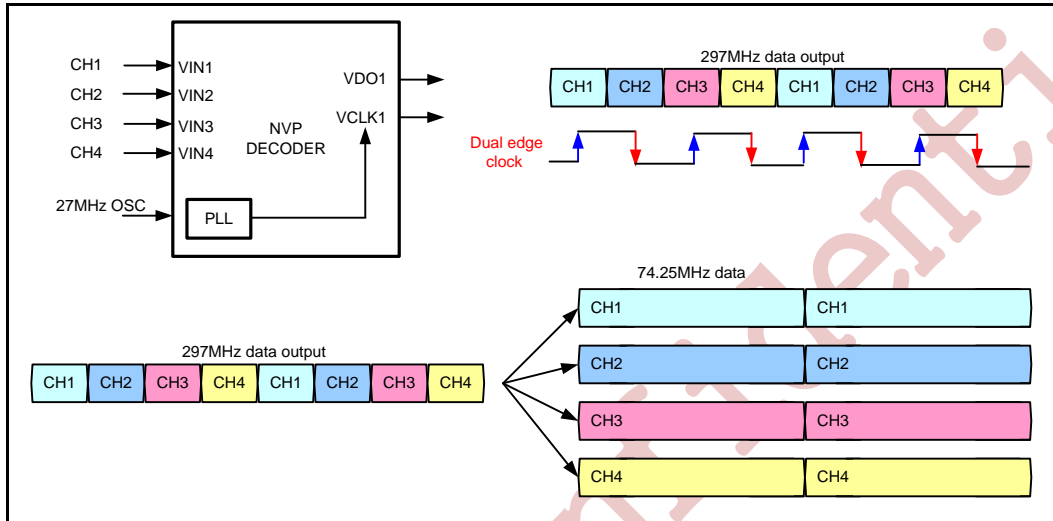 CH1
CH2
CH3
CH4
27MHz OSC
VIN1
VIN2
VIN3
VIN4
VDO1
VCLK1
NVP
DECODER
PLL
297MHz data output
CH1 CH2 CH3 CH4 CH1 CH2 CH3 CH4
Dual edge
clock
74.25MHz data
CH1 CH1
CH2 CH2
CH3 CH3
CH4 CH4
297MHz data output
CH1 CH2 CH3 CH4 CH1 CH2 CH3 CH4